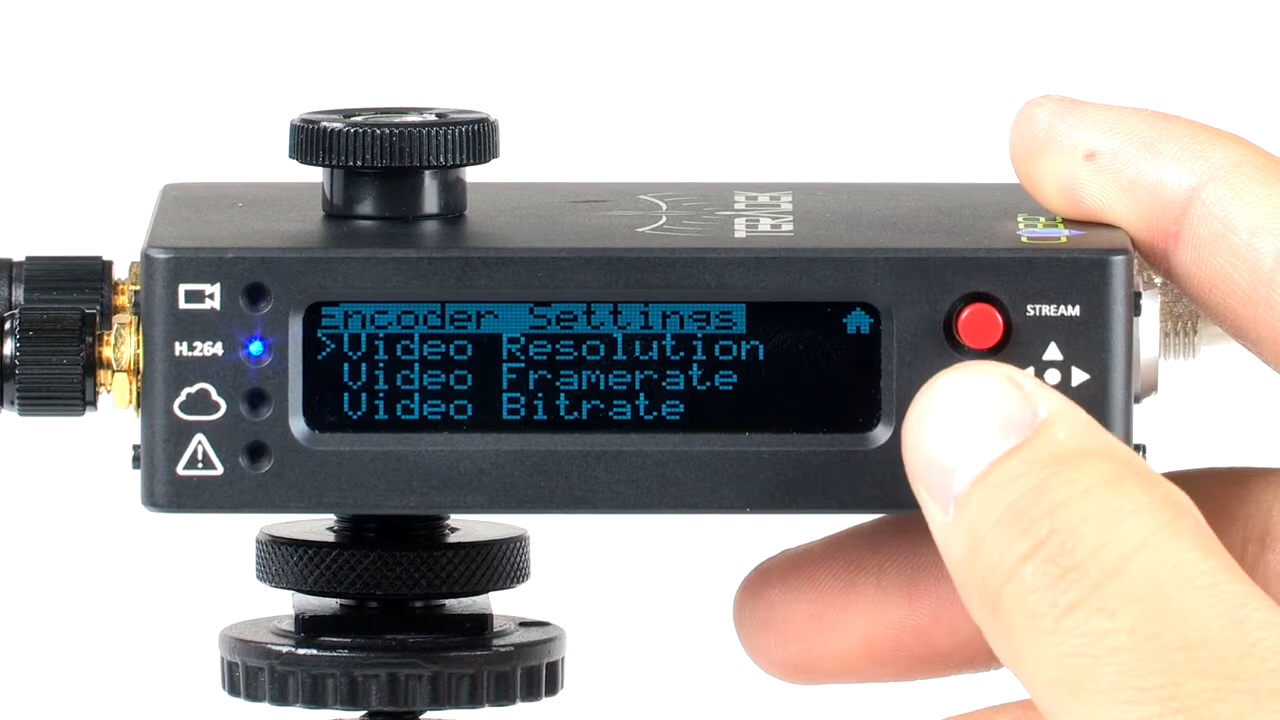 TERADEK
H.264
Encoder Settings
>Video Resolution
Video Framerate
Video Bitrate
STREAM